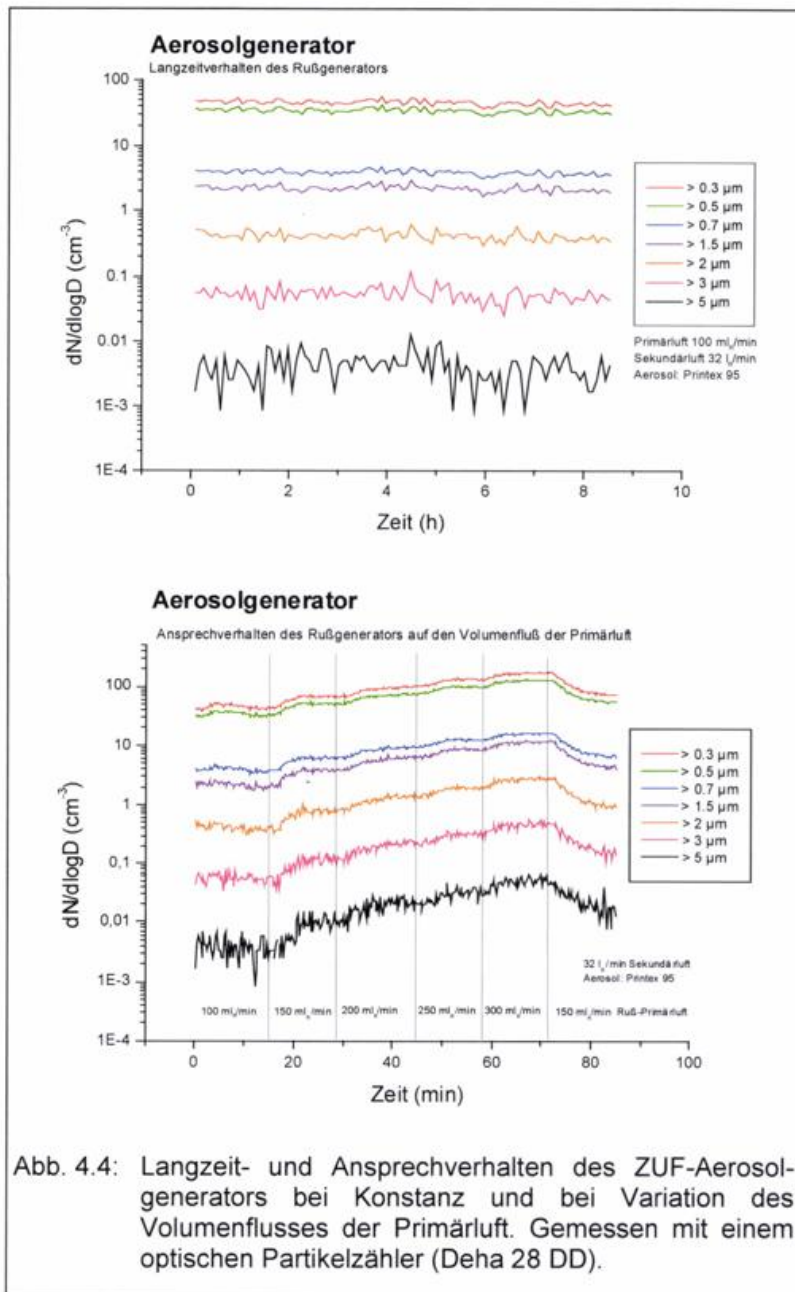 Aerosolgenerator
Langzeitverhalten des Rußgenerators
100
10
1
0.1
0.01
1E-3
1E-4
dN/dlogD (cm-3)
0
2
4
6
8
10
Zeit (h)
> 0.3 µm
> 0.5 µm
> 0.7 µm
> 1.5 µm
> 2 µm
> 3 µm
> 5 µm
Primärluft 100 mln/min
Sekundärluft 32 ln/min
Aerosol: Printex 95
Aerosolgenerator
Ansprechverhalten des Rußgenerators auf den Volumenfluß der Primärluft
100
10
1
0,1
0,01
1E-3
1E-4
dN/dlogD (cm-3)
> 0.3 µm
> 0.5 µm
> 0.7 µm
> 1.5 µm
> 2 µm
> 3 µm
> 5 µm
32 ln/min Sekundärluft
Aerosol: Printex 95
100 mln/min 150 mln/min 200 mln/min 250 mln/min 300 mln/min 150 mln/min Ruß-Primärluft
0
20
40
60
80
100
Zeit (min)
Abb. 4.4: Langzeit- und Ansprechverhalten des ZUF-Aerosol-
generators bei Konstanz und bei Variation des
Volumenflusses der Primärluft. Gemessen mit einem
optischen Partikelzähler (Deha 28 DD).